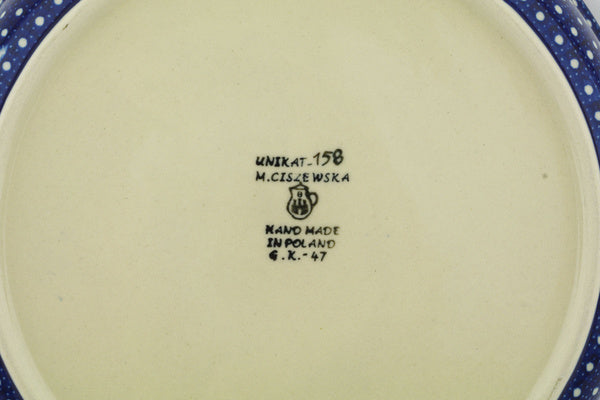 UNIKAT-158
M.CISZEWSKA
HAND MADE
IN POLAND
G.K.-47